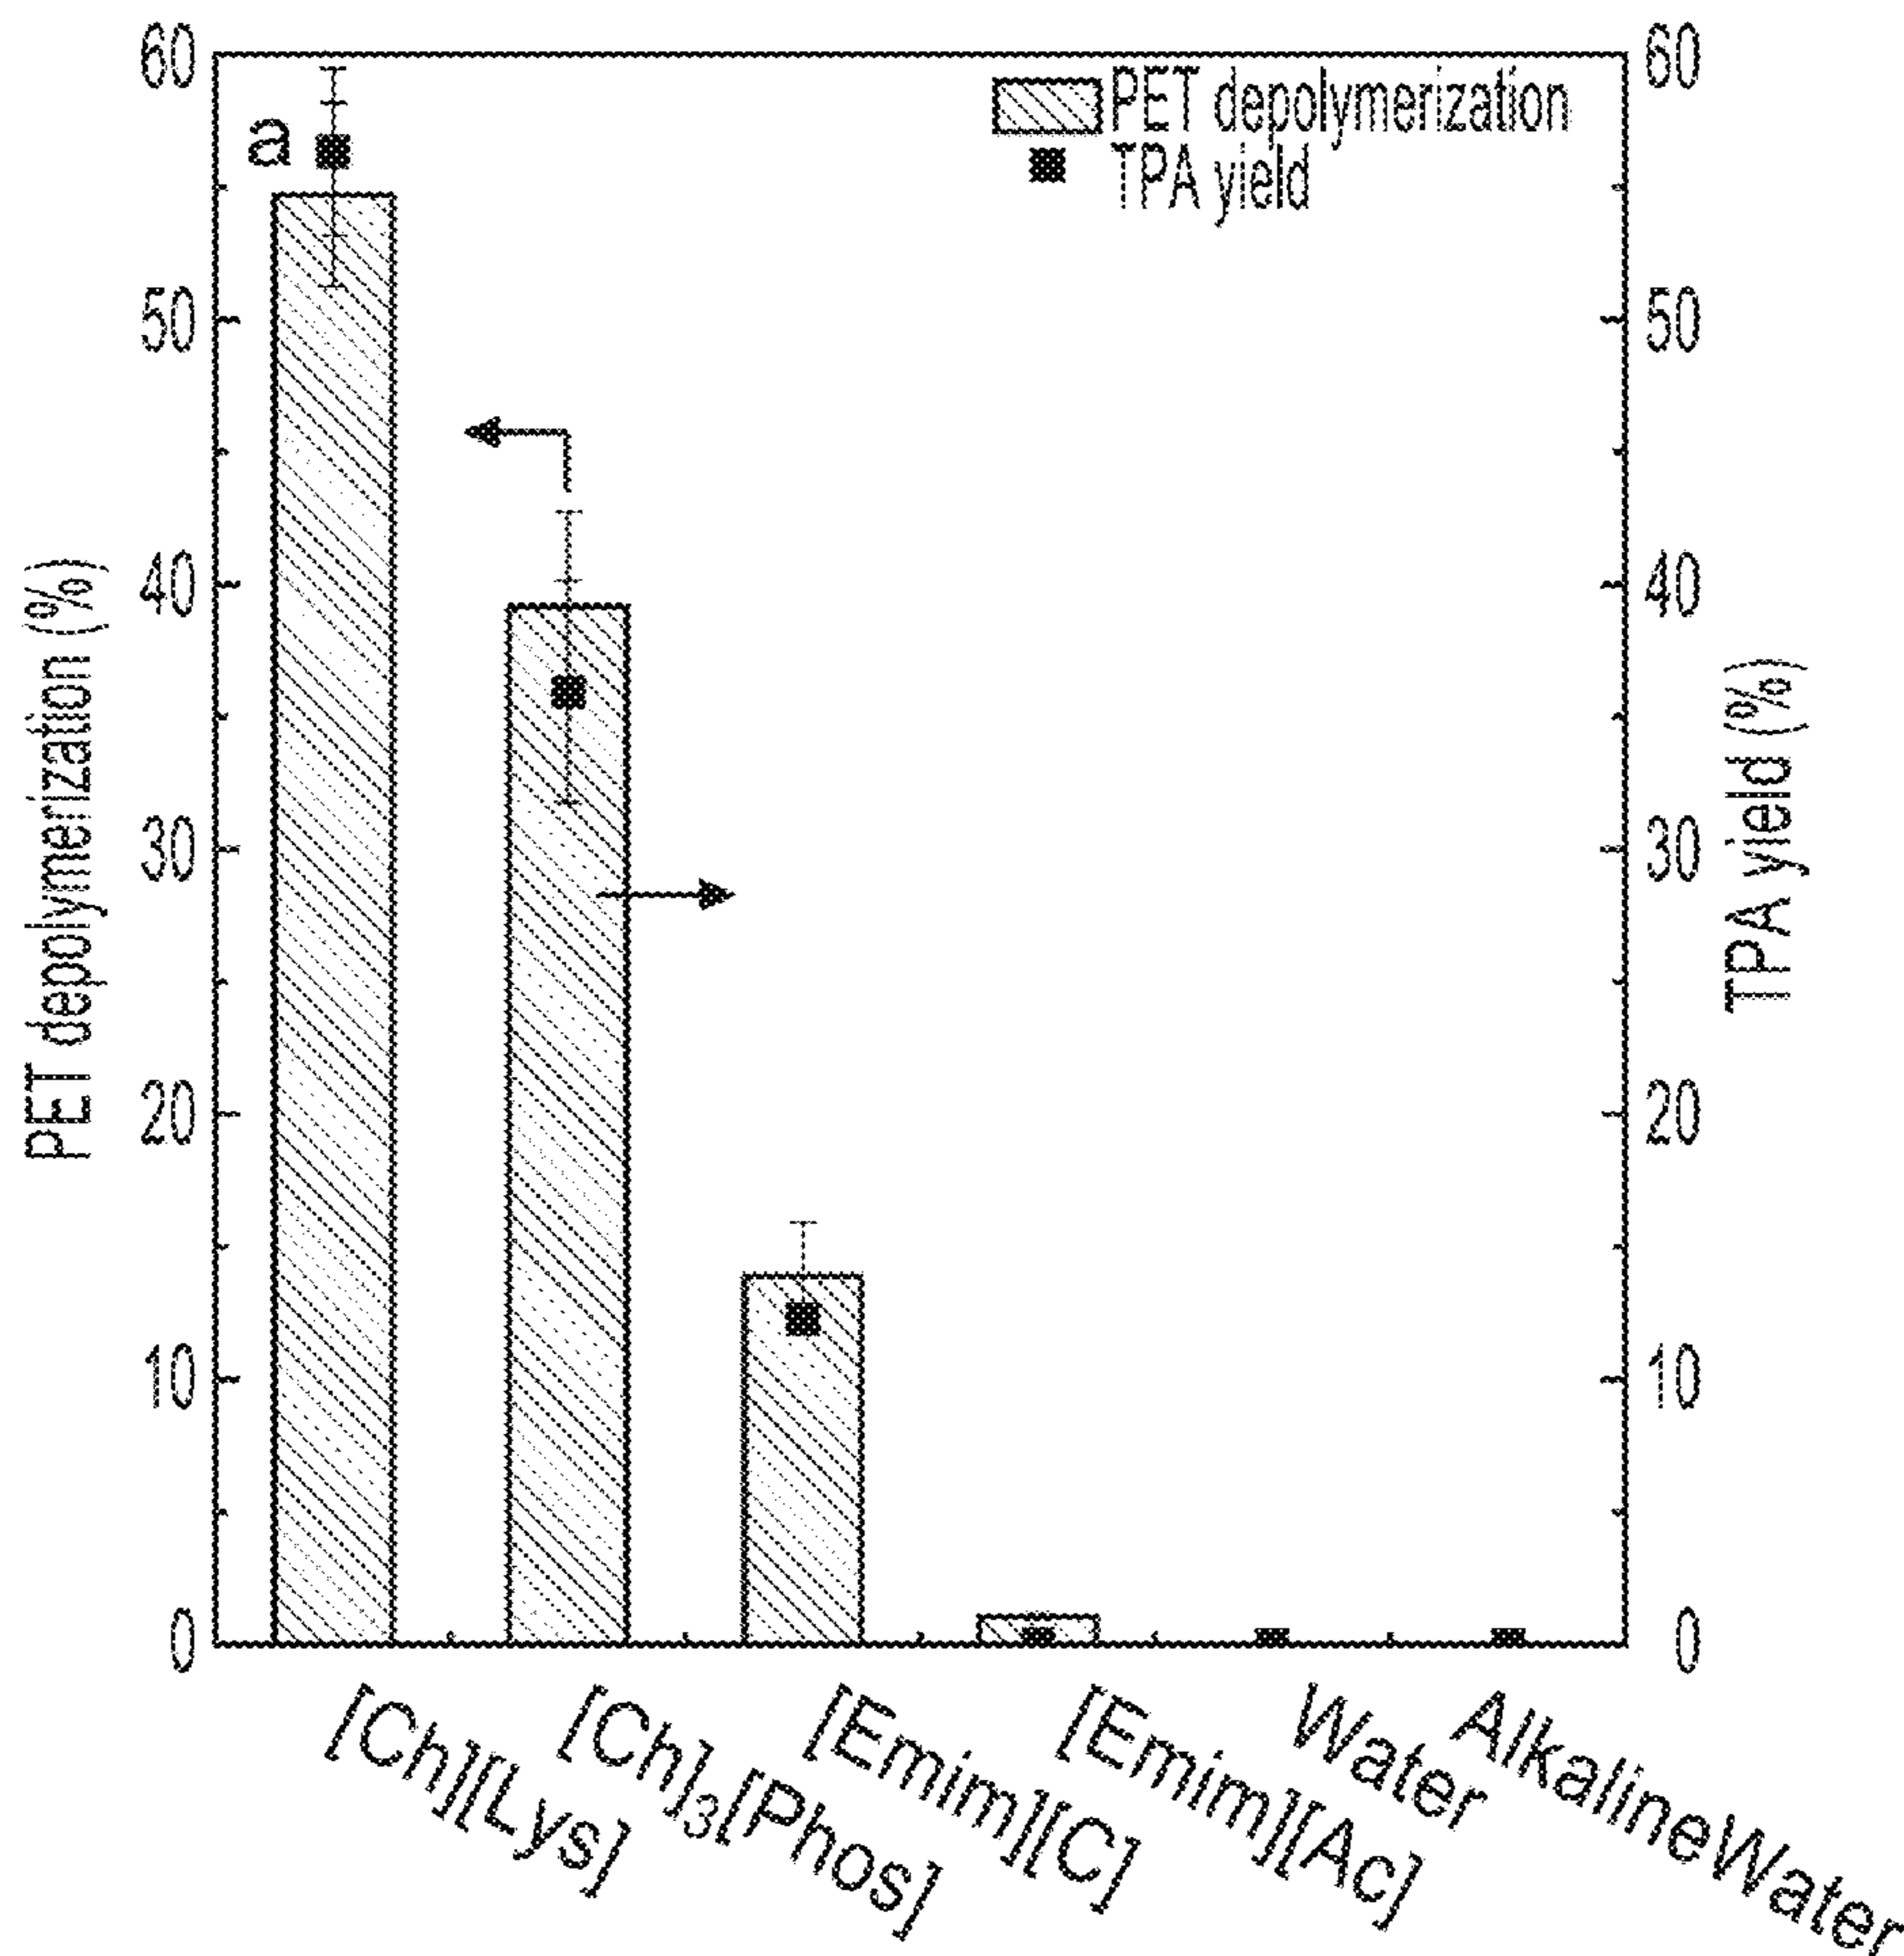 a
PET depolymerization
TPA yield
PET depolymerization (%)
60
50
40
30
20
10
0
60
50
40
30
20
10
0
TPA yield (%)
[Ch][Lys]
[Ch]3[Phos]
[Emim][C]
[Emim][Ac]
Water
AlkalineWater